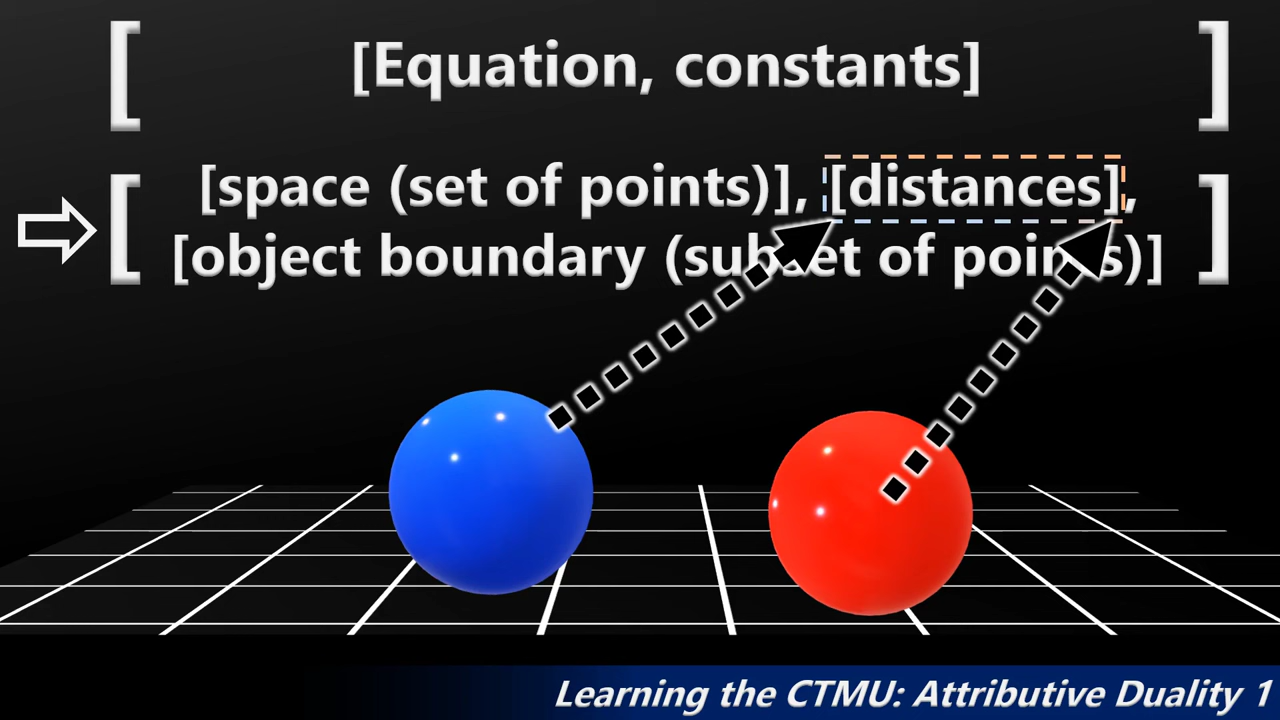 [Equation, constants]
[space (set of points)], [distances],
[object boundary (subset of points)]
Learning the CTMU: Attributive Duality 1